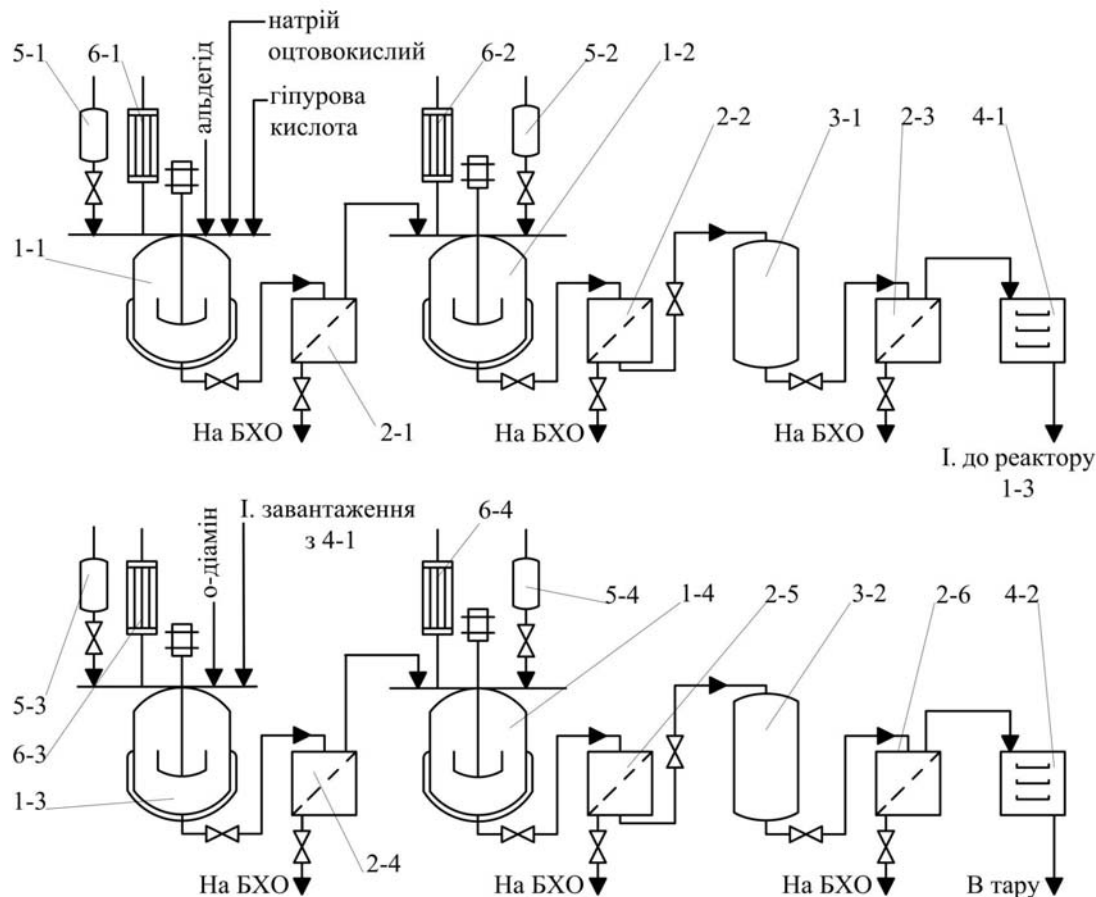 5-1
6-1
натрій
оцтовокислий
альдегід
гіпурова
кислота
6-2
5-2
1-2
2-2
3-1
2-3
4-1
1-1
На БХО
2-1
На БХО
На БХО
І. до реактору
1-3
о-діамін
І. завантаження
з 4-1
6-4
5-4
1-4
2-5
3-2
2-6
4-2
5-3
6-3
1-3
На БХО
2-4
На БХО
На БХО
В тару